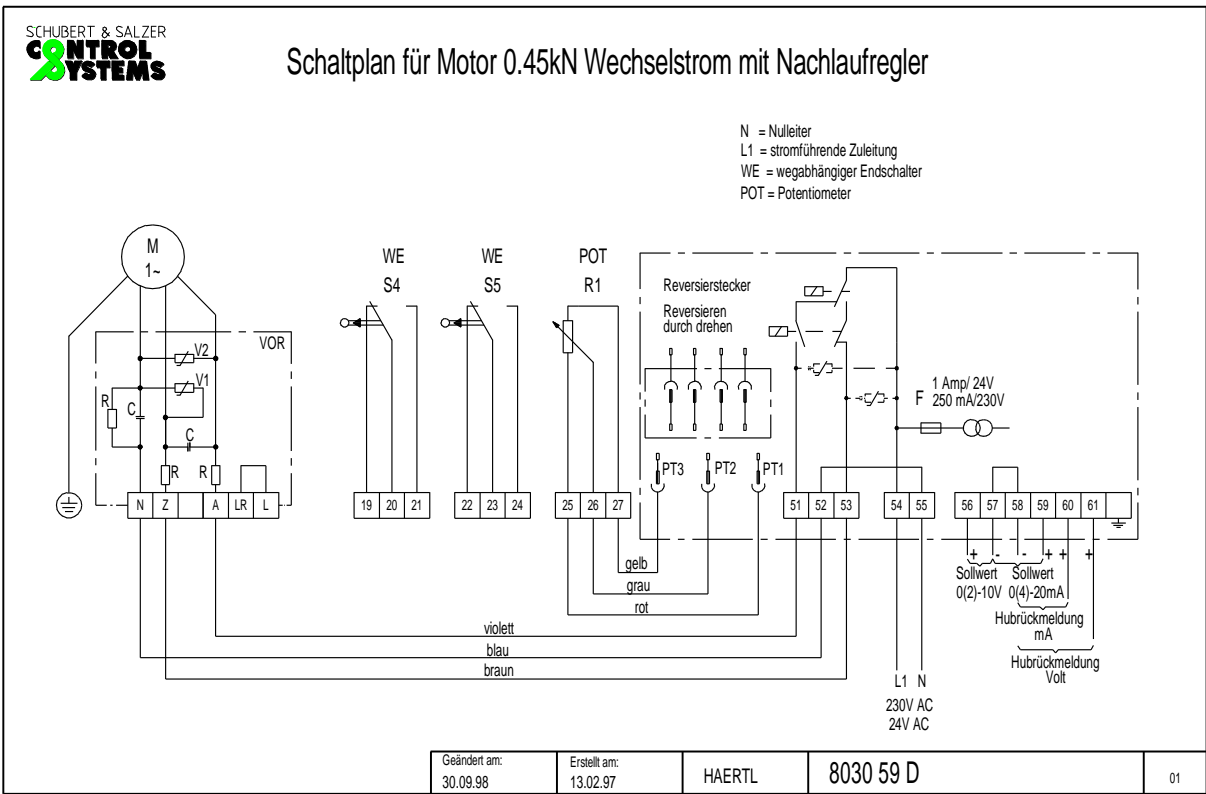 SCHUBERT & SALZER
CONTROL
SYSTEMS
Schaltplan für Motor 0.45kN Wechselstrom mit Nachlaufregler
N = Nulleiter
L1 = stromführende Zuleitung
WE = wegabhängiger Endschalter
POT = Potentiometer
M
1~
WE
S4
WE
S5
POT
R1
Reversierstecker
Reversieren
durch drehen
VOR
V2
V1
R
C
C
R
R
F
1 Amp/ 24V
250 mA/230V
PT3
PT2
PT1
N Z A LR L
19 20 21
22 23 24
25 26 27
51 52 53
54 55
56 57 58 59 60 61
+ - - + + +
Sollwert
0(2)-10V
Sollwert
0(4)-20mA
Hubrückmeldung
mA
Hubrückmeldung
Volt
gelb
grau
rot
violett
blau
braun
L1 N
230V AC
24V AC
Geändert am:
30.09.98
Erstellt am:
13.02.97
HAERTL
8030 59 D
01